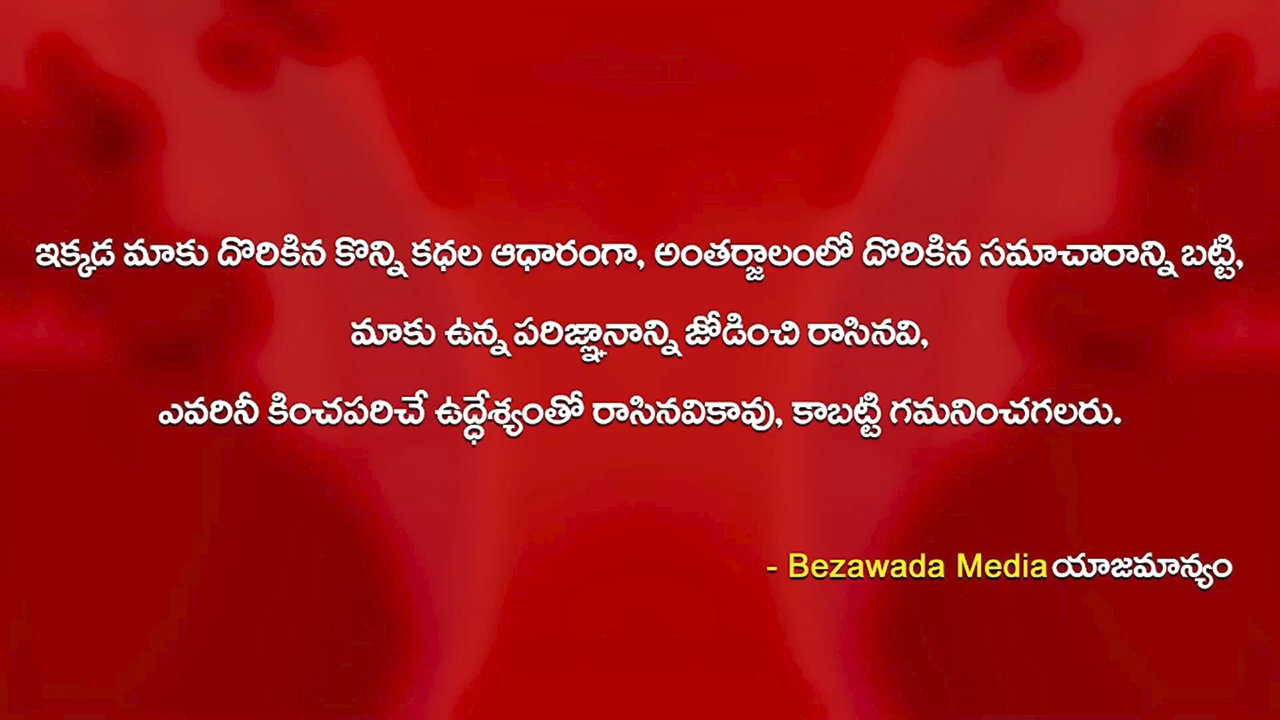 ఇక్కడ మాకు దొరికిన కొన్ని కధల ఆధారంగా, అంతర్జాలంలో దొరికిన సమాచారాన్ని బట్టి,
మాకు ఉన్న పరిజ్ఞానాన్ని జోడించి రాసినవి,
ఎవరినీ కించపరిచే ఉద్ధేశ్యంతో రాసినవికావు, కాబట్టి గమనించగలరు.
- Bezawada Media యాజమాన్యం